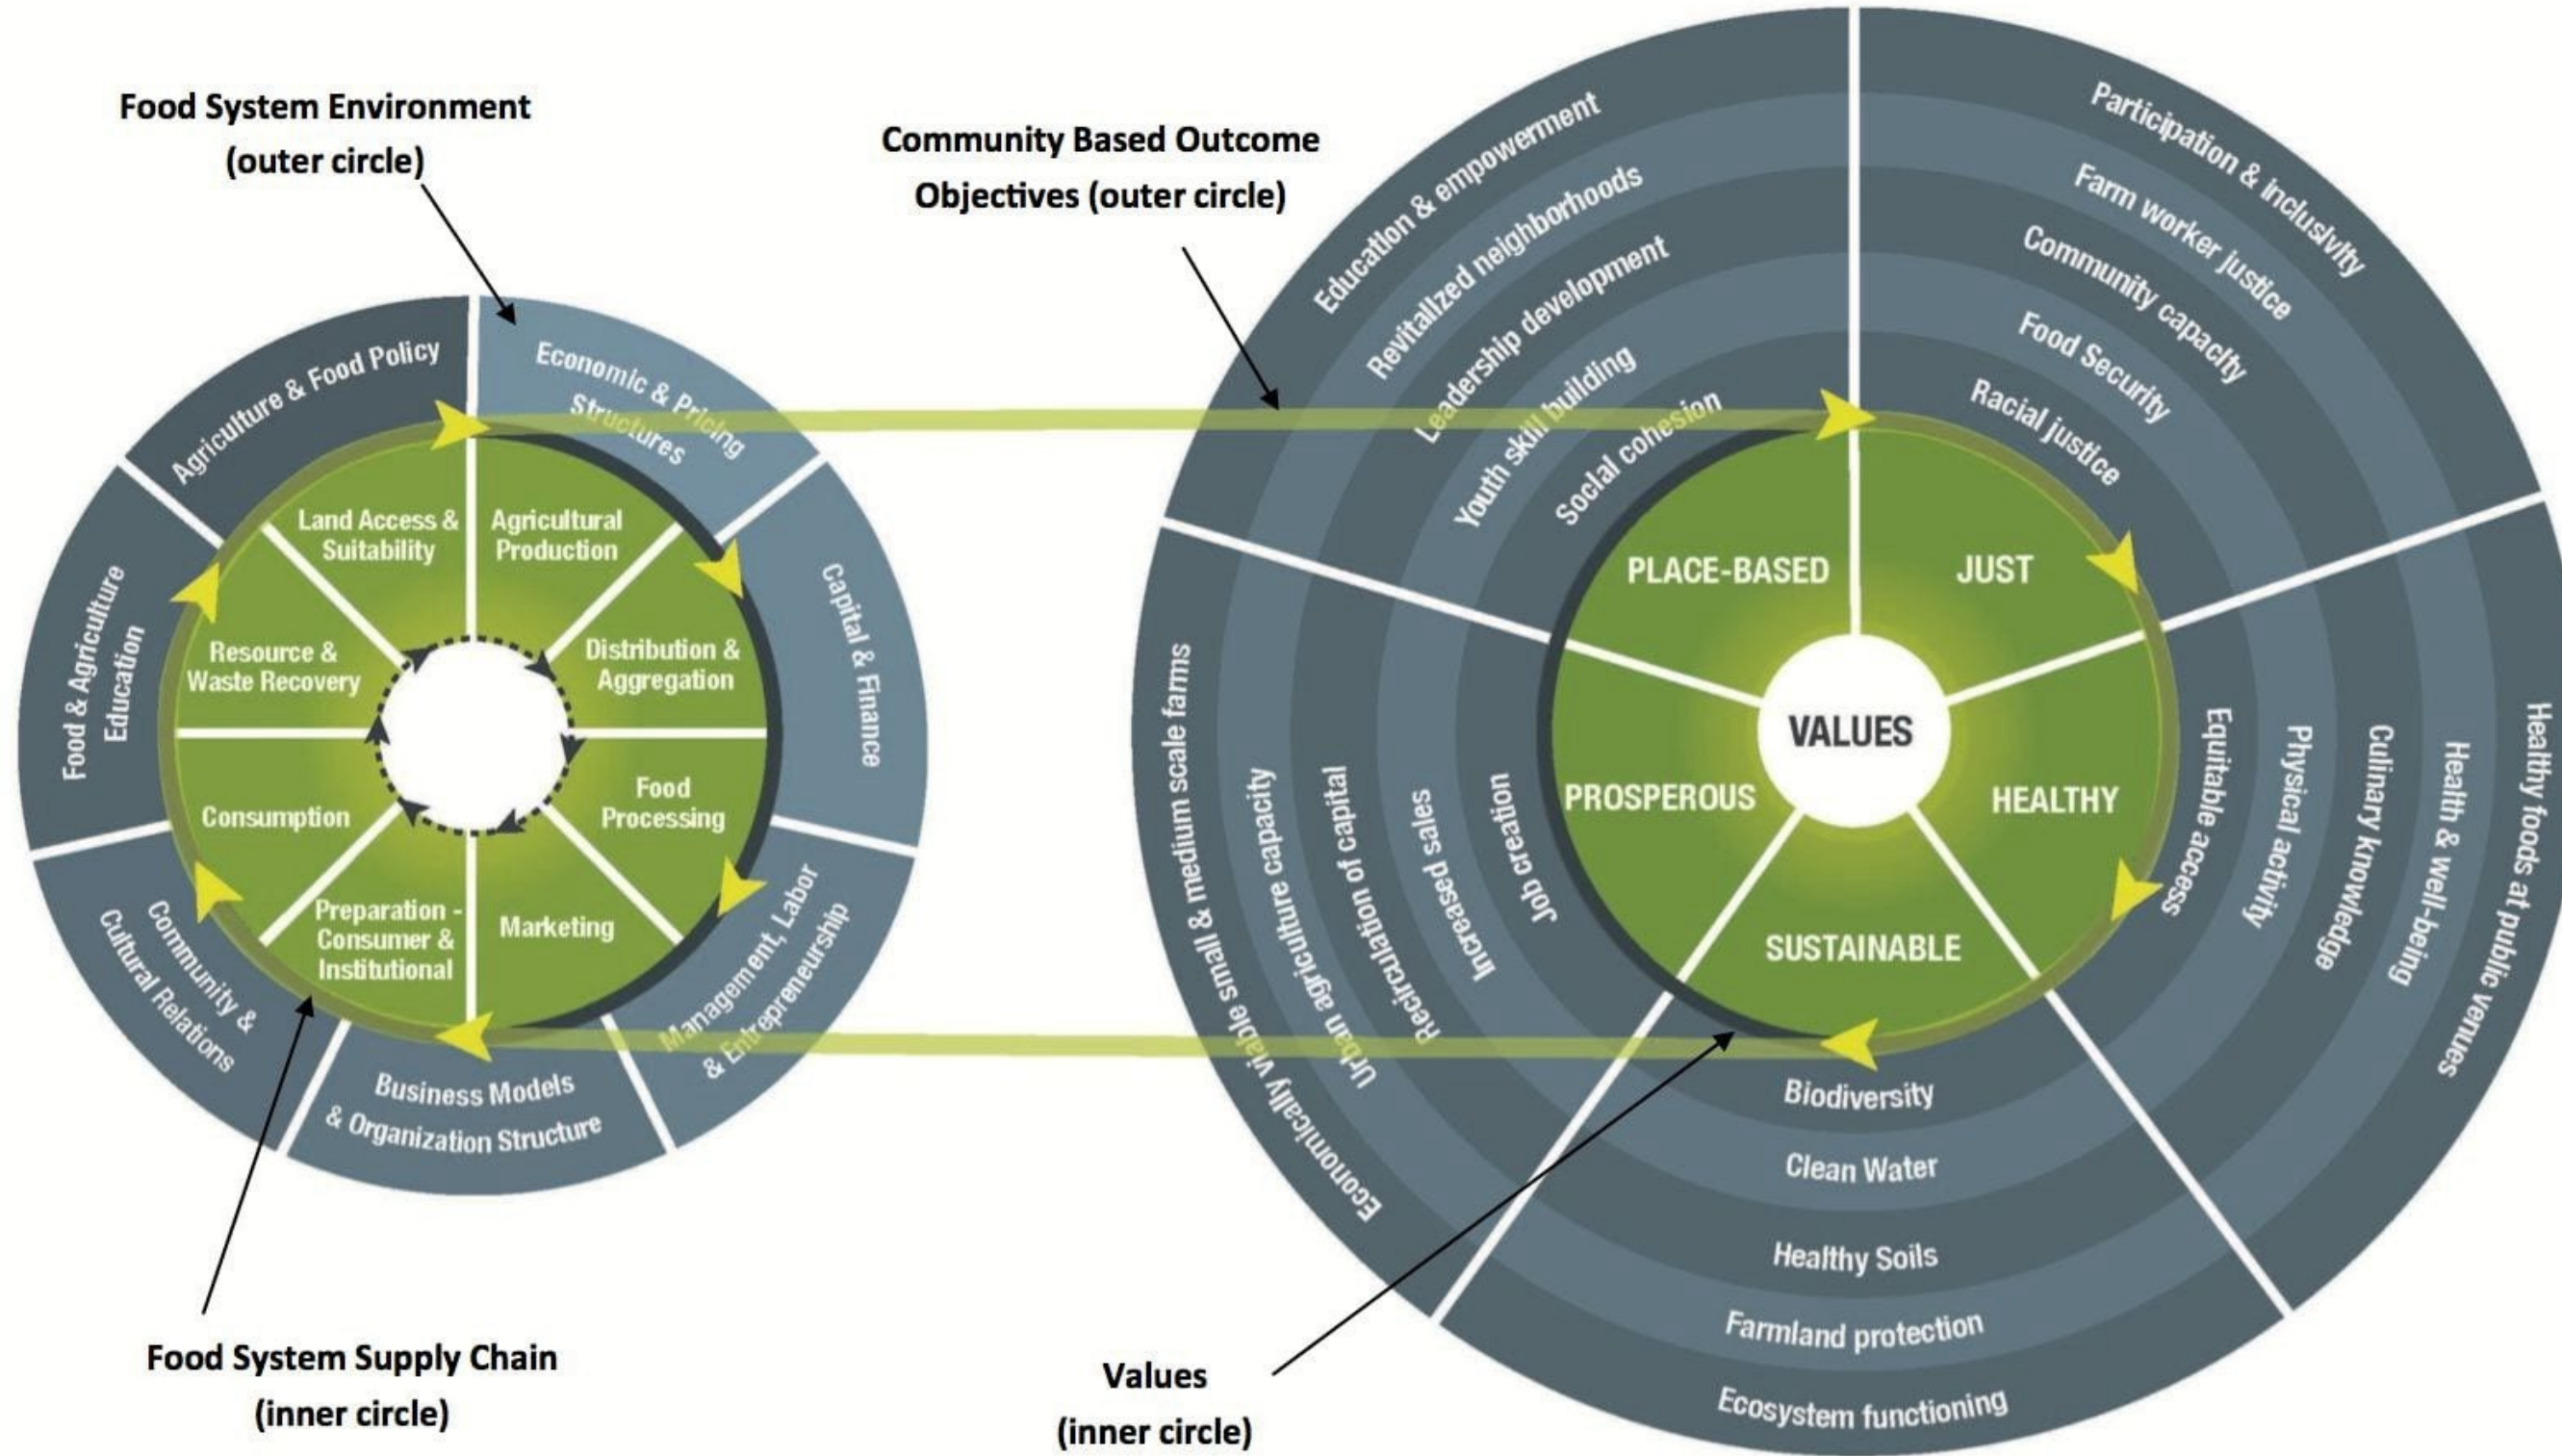 Food System Environment
(outer circle)
Community Based Outcome
Objectives (outer circle)
Agriculture & Food Policy
Economic & Pricing
Structures
Capital & Finance
Management, Labor
& Entrepreneurship
Business Models
& Organization Structure
Community &
Cultural Relations
Food & Agriculture
Education
Land Access &
Suitability
Agricultural
Production
Distribution &
Aggregation
Food
Processing
Marketing
Preparation -
Consumer &
Institutional
Consumption
Resource &
Waste Recovery
Food System Supply Chain
(inner circle)
Education & empowerment
Revitalized neighborhoods
Leadership development
Youth skill building
Social cohesion
Participation & inclusivity
Farm worker justice
Community capacity
Food Security
Racial justice
Healthy foods at public venues
Health & well-being
Culinary knowledge
Physical activity
Equitable access
Biodiversity
Clean Water
Healthy Soils
Farmland protection
Ecosystem functioning
Economically viable small & medium scale farms
Urban agriculture capacity
Recirculation of capital
Increased sales
Job creation
PLACE-BASED
JUST
HEALTHY
SUSTAINABLE
PROSPEROUS
VALUES
Values
(inner circle)